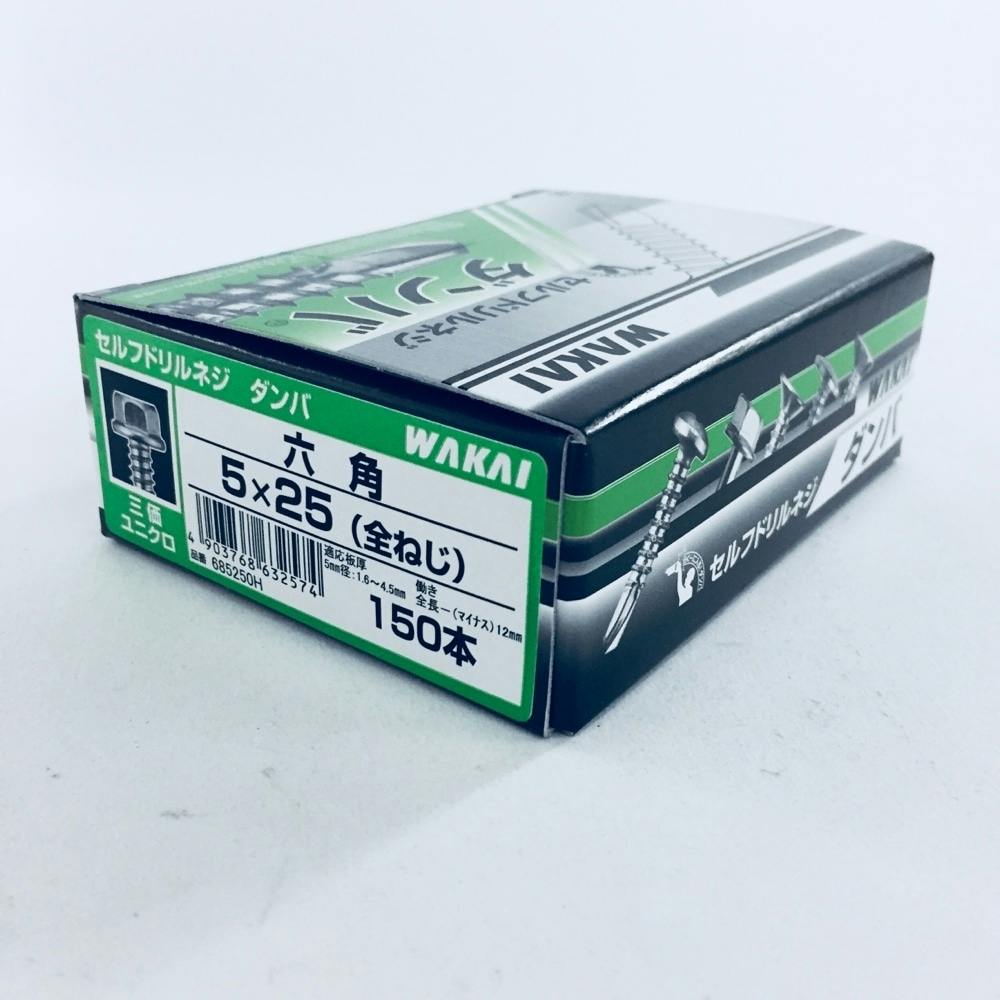 セルフドリルネジ
ダンバ®
WAKAI
セルフドリルネジ ダンバ
WAKAI
三価
ユニクロ
六角
5×25(全ねじ)
4903768632574
品番 685250H
適応板厚
5mm径:1.6～4.5mm
働き
全長ー(マイナス)12mm
150本
WAKAI
ダンバ
セルフドリルネジ